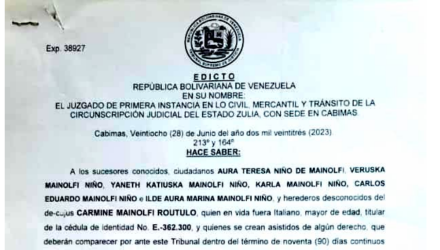 Exp. 38927
EDICTO
REPÚBLICA BOLIVARIANA DE VENEZUELA
EN SU NOMBRE:
EL JUZGADO DE PRIMERA INSTANCIA EN LO CIVIL, MERCANTIL Y TRÁNSITO DE LA
CIRCUNSCRIPCIÓN JUDICIAL DEL ESTADO ZULIA, CON SEDE EN CABIMAS.
Cabimas, Veintiocho (28) de Junio del año dos mil veintitrés (2023)
213º y 164º
HACE SABER:
A los sucesores conocidos, ciudadanos AURA TERESA NIÑO DE MAINOLFI, VERUSKA
MAINOLFI NIÑO, YANETH KATIUSKA MAINOLFI NIÑO, KARLA MAINOLFI NIÑO, CARLOS
EDUARDO MAINOLFI NIÑO e ILDE AURA MARINA MAINOLFI NIÑO, y herederos desconocidos del
de-cujus CARMINE MAINOLFI ROUTULO, quien en vida fuera Italiano, mayor de edad, titular
de la cédula de identidad No. E.-362.300, y quienes se crean asistidos de algún derecho, que
deberán comparecer por ante este Tribunal dentro del término de noventa (90) días continuos